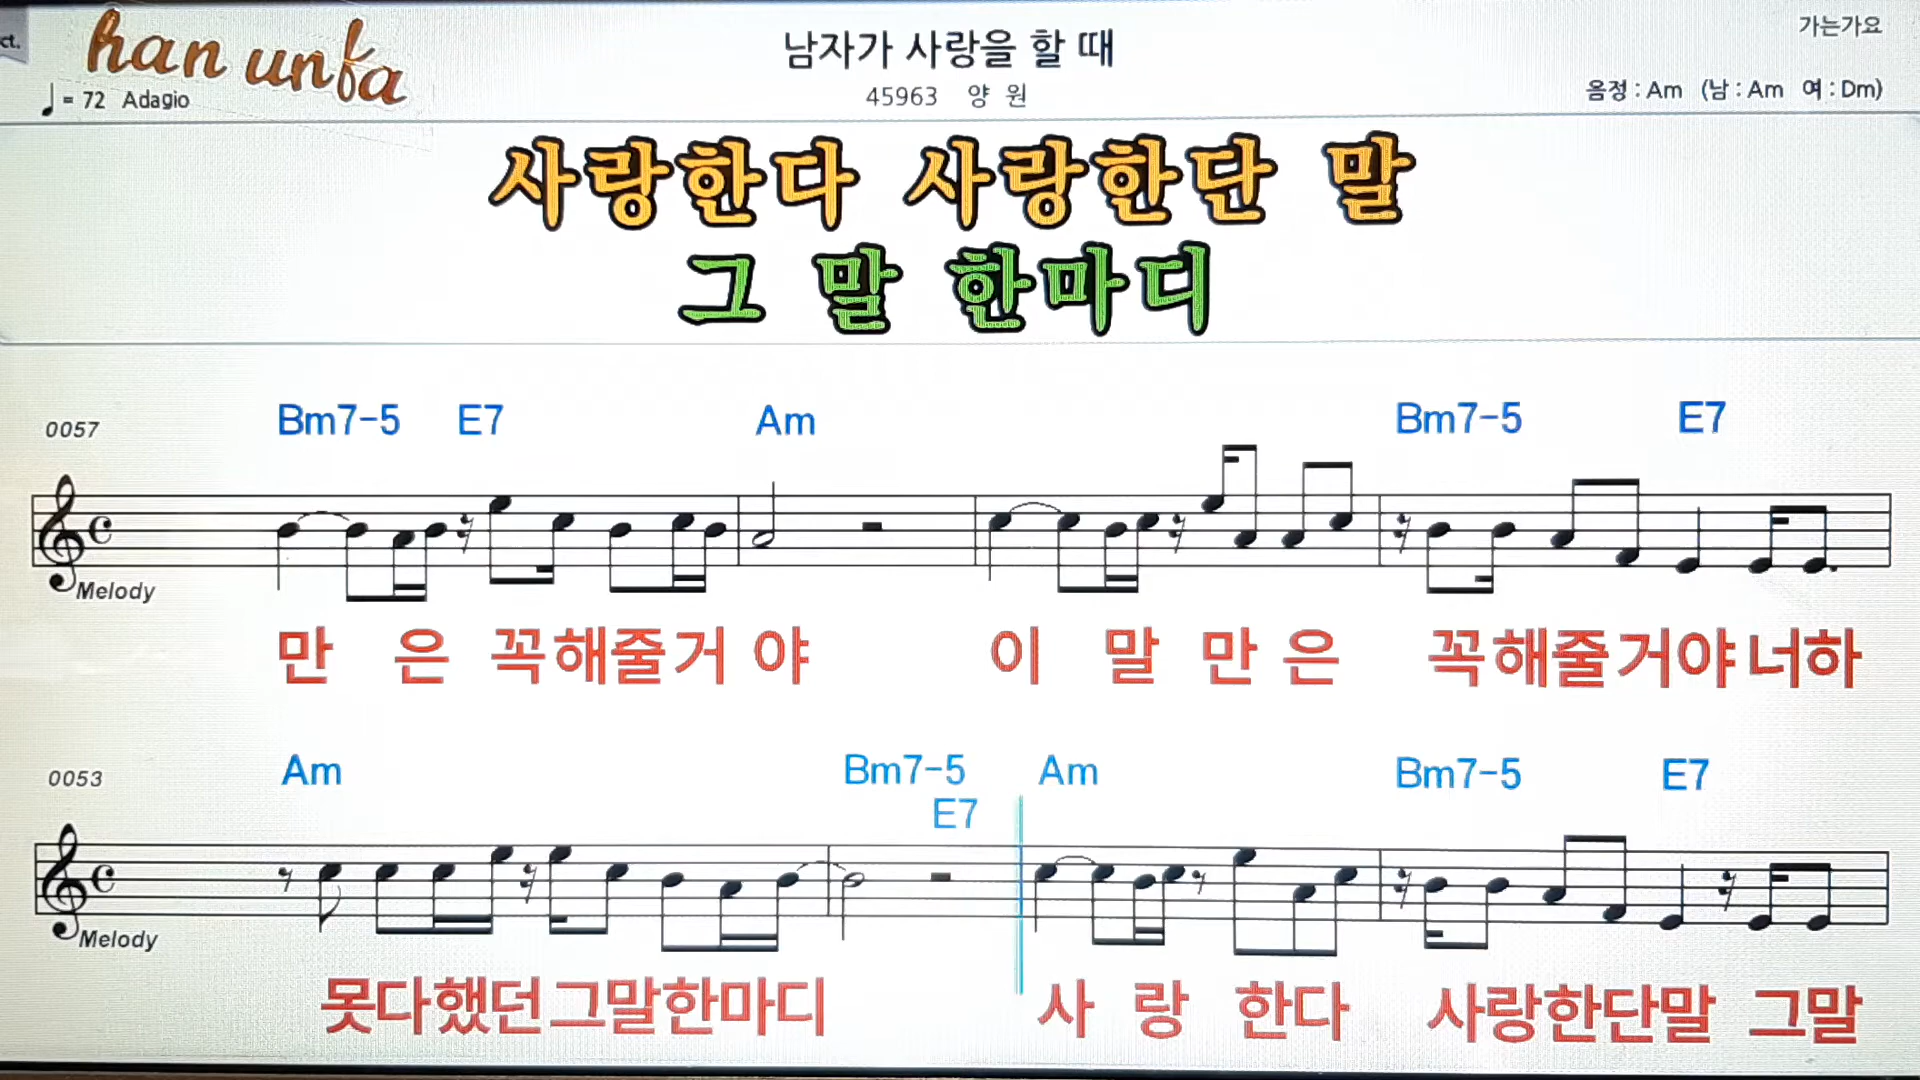 ct.
han unfa
남자가 사랑을 할 때
가는가요
= 72 Adagio
45963 양 원
음정 : Am (남 : Am 여 : Dm)
사랑한다 사랑한단 말
그 말 한마디
0057 Bm7-5 E7 Am Bm7-5 E7
Melody
만 은 꼭해줄거 야 이 말 만 은 꼭해줄거야너하
0053 Am Bm7-5 Am Bm7-5 E7
E7
Melody
못다했던그말한마디 사 랑 한다 사랑한단말 그말